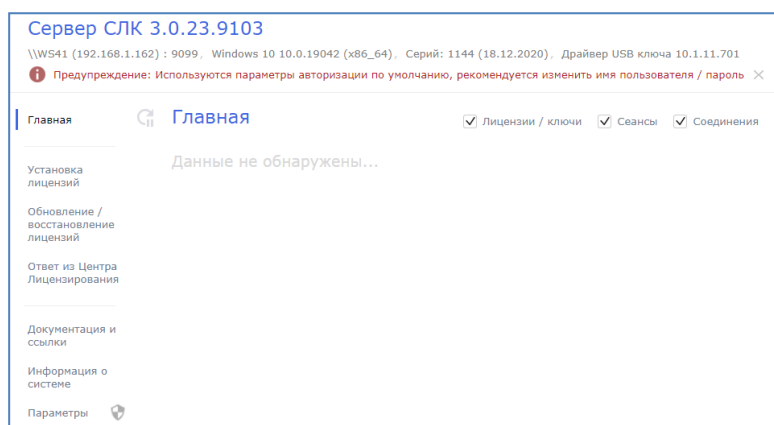 Сервер СЛК 3.0.23.9103
\\WS41 (192.168.1.162) : 9099, Windows 10 10.0.19042 (x86_64), Серий: 1144 (18.12.2020), Драйвер USB ключа 10.1.11.701
Предупреждение: Используются параметры авторизации по умолчанию, рекомендуется изменить имя пользователя / пароль
Главная
Установка
лицензий
Обновление /
восстановление
лицензий
Ответ из Центра
Лицензирования
Документация и
ссылки
Информация о
системе
Параметры
Главная
Лицензии / ключи
Сеансы
Соединения
Данные не обнаружены...